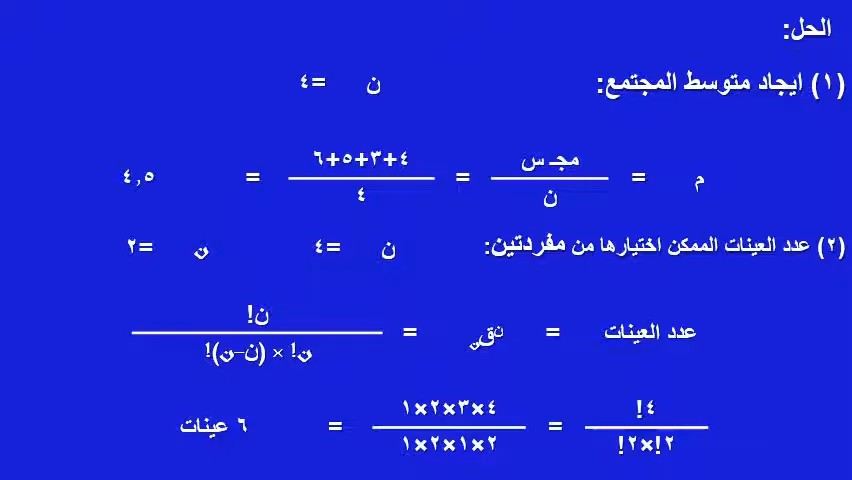 الحل:
(١) ايجاد متوسط المجتمع: ن =٤
م = مجـ س / ن = ٤+٣+٥+٦ / ٤ = ٤,٥
(٢) عدد العينات الممكن اختيارها من مفردتين: ن =٤ ن =٢
عدد العينات = نقن = ن! / ن! × (ن–ن)!
٤! / ٢!×٢! = ٤×٣×٢×١ / ٢×١×٢×١ = ٦ عينات